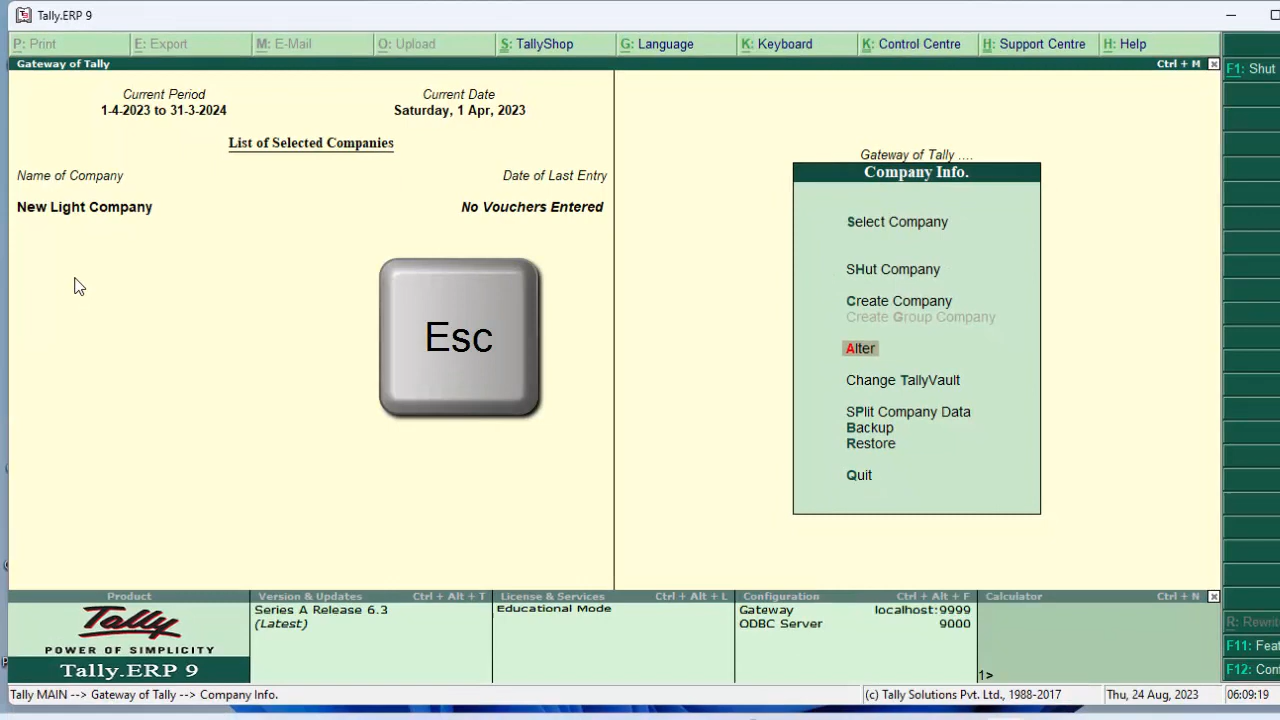 Tally.ERP 9
P: Print E: Export M: E-Mail O: Upload S: TallyShop G: Language K: Keyboard K: Control Centre H: Support Centre H: Help
Gateway of Tally Ctrl + M
F1: Shut
Current Period Current Date
1-4-2023 to 31-3-2024 Saturday, 1 Apr, 2023
List of Selected Companies
Name of Company Date of Last Entry
New Light Company No Vouchers Entered
Esc
Gateway of Tally ....
Company Info.
Select Company
SHut Company
Create Company
Create Group Company
Alter
Change TallyVault
SPlit Company Data
Backup
Restore
Quit
Product
Tally
POWER OF SIMPLICITY
Tally.ERP 9
Version & Updates Ctrl + Alt + T
Series A Release 6.3
(Latest)
License & Services Ctrl + Alt + L
Educational Mode
Configuration Ctrl + Alt + F
Gateway localhost:9999
ODBC Server 9000
Calculator Ctrl + N
1>
R: Rewrit
F11: Feat
F12: Con
Tally MAIN --> Gateway of Tally --> Company Info. (c) Tally Solutions Pvt. Ltd., 1988-2017 Thu, 24 Aug, 2023 06:09:19